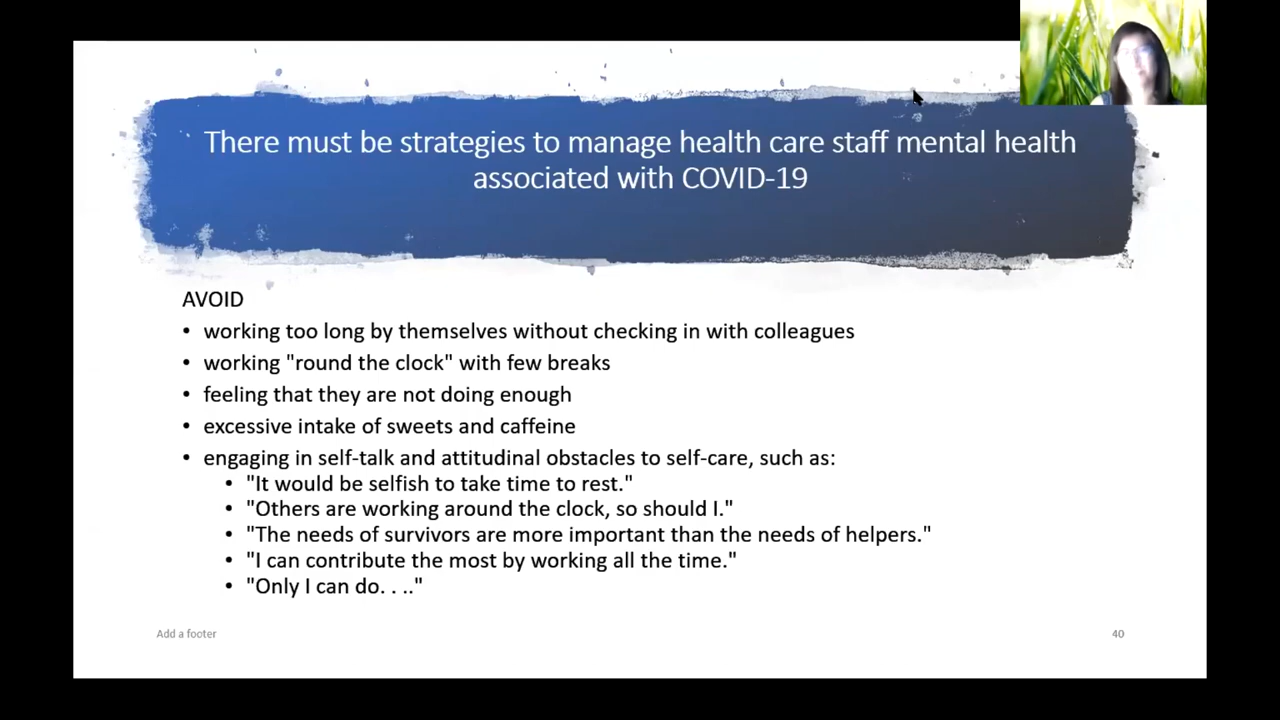 There must be strategies to manage health care staff mental health
associated with COVID-19
AVOID
• working too long by themselves without checking in with colleagues
• working "round the clock" with few breaks
• feeling that they are not doing enough
• excessive intake of sweets and caffeine
• engaging in self-talk and attitudinal obstacles to self-care, such as:
• "It would be selfish to take time to rest."
• "Others are working around the clock, so should I."
• "The needs of survivors are more important than the needs of helpers."
• "I can contribute the most by working all the time."
• "Only I can do. . .."
Add a footer
40